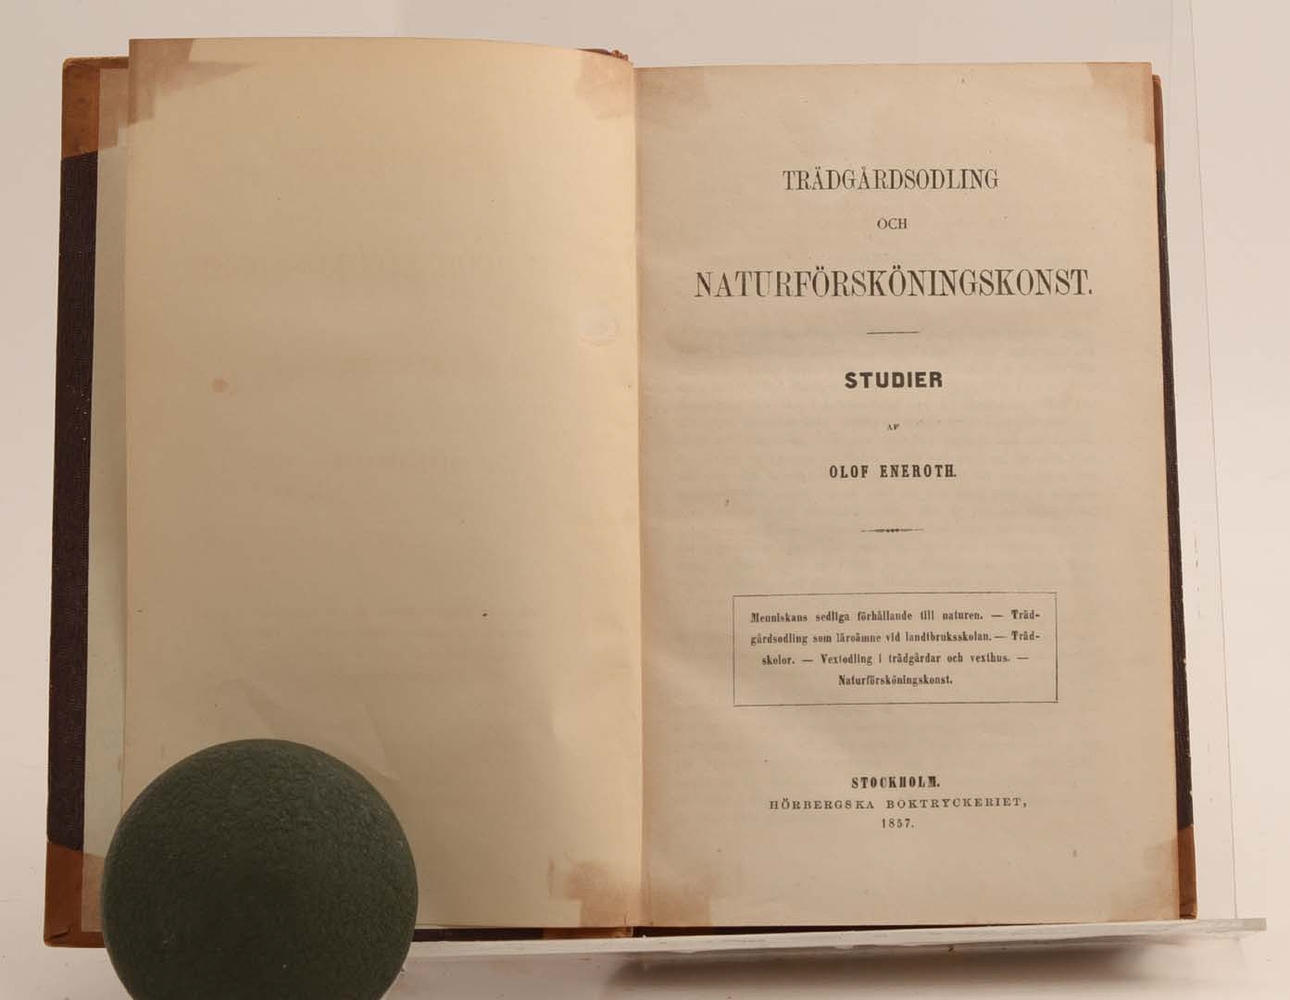 TRÄDGÅRDSODLING
OCH
NATURFÖRSKÖNINGSKONST.
STUDIER
AF
OLOF ENEROTH.
Menniskans sedliga förhållande till naturen. — Träd-
gårdsodling som läroämne vid landtbruksskolan. — Träd-
skolor. — Vextodling i trädgårdar och vexthus. —
Naturförsköningskonst.
STOCKHOLM.
HÖRBERGSKA BOKTRYCKERIET,
1857.